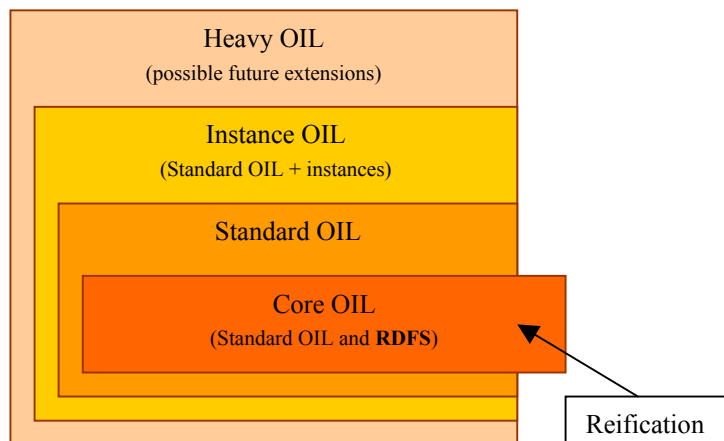 Heavy OIL
(possible future extensions)
Instance OIL
(Standard OIL + instances)
Standard OIL
Core OIL
(Standard OIL and RDFS)
Reification